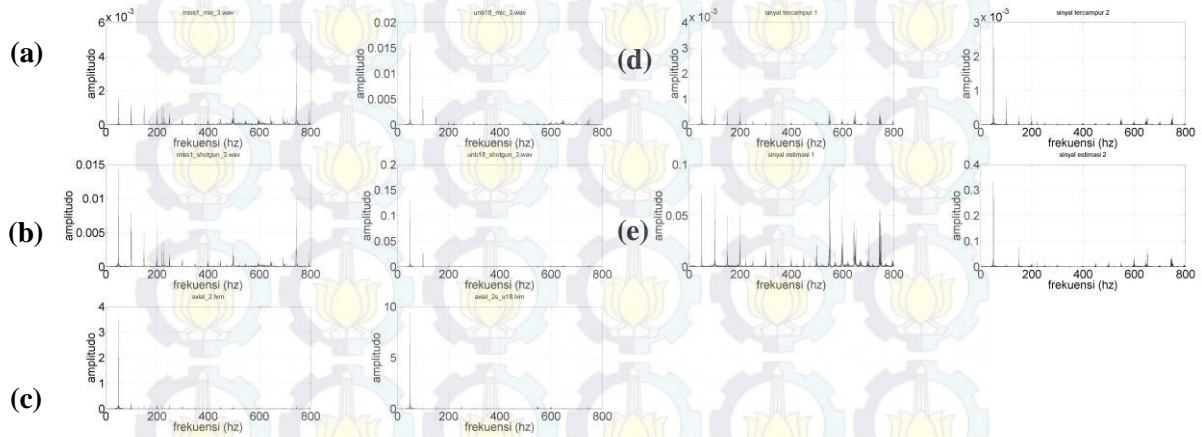 (a)
x 10⁻³
miss1_mic_3.wav
amplitudo
6
4
2
0
0 200 400 600 800
frekuensi (hz)
unb18_mic_3.wav
amplitudo
0.02
0.015
0.01
0.005
0
0 200 400 600 800
frekuensi (hz)
(d)
x 10⁻³
sinyal tercampur 1
amplitudo
4
3
2
1
0
0 200 400 600 800
frekuensi (hz)
x 10⁻³
sinyal tercampur 2
amplitudo
3
2
1
0
0 200 400 600 800
frekuensi (hz)
(b)
miss1_shotgun_3.wav
amplitudo
0.015
0.01
0.005
0
0 200 400 600 800
frekuensi (hz)
unb18_shotgun_3.wav
amplitudo
0.2
0.15
0.1
0.05
0
0 200 400 600 800
frekuensi (hz)
(e)
sinyal estimasi 1
amplitudo
0.1
0.05
0
0 200 400 600 800
frekuensi (hz)
sinyal estimasi 2
amplitudo
0.4
0.3
0.2
0.1
0
0 200 400 600 800
frekuensi (hz)
(c)
axial_2.lvm
amplitudo
4
3
2
1
0
0 200 400 600 800
frekuensi (hz)
axial_2s_u18.lvm
amplitudo
10
5
0
0 200 400 600 800
frekuensi (hz)